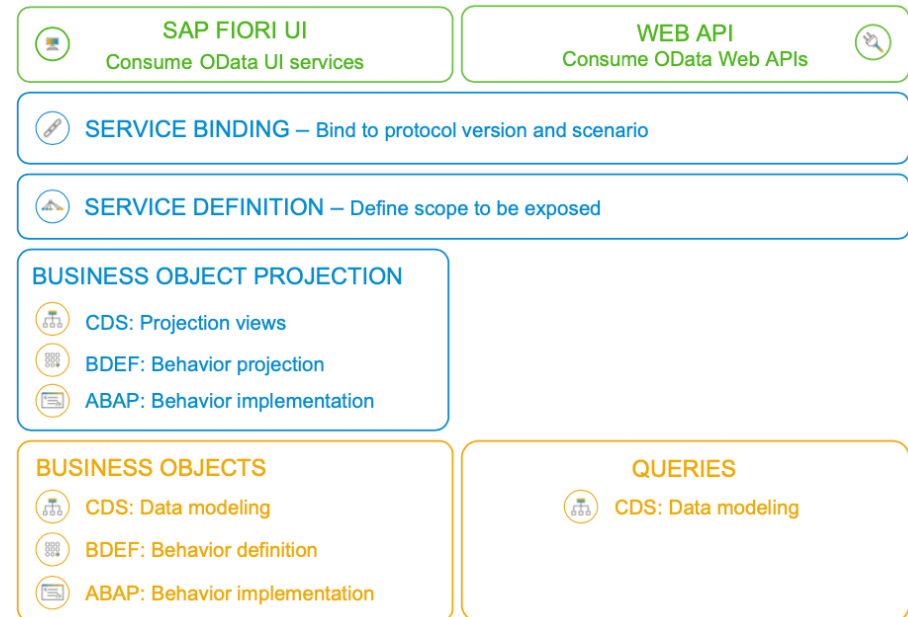 SAP FIORI UI
Consume OData UI services
WEB API
Consume OData Web APIs
SERVICE BINDING – Bind to protocol version and scenario
SERVICE DEFINITION – Define scope to be exposed
BUSINESS OBJECT PROJECTION
CDS: Projection views
BDEF: Behavior projection
ABAP: Behavior implementation
BUSINESS OBJECTS
CDS: Data modeling
BDEF: Behavior definition
ABAP: Behavior implementation
QUERIES
CDS: Data modeling